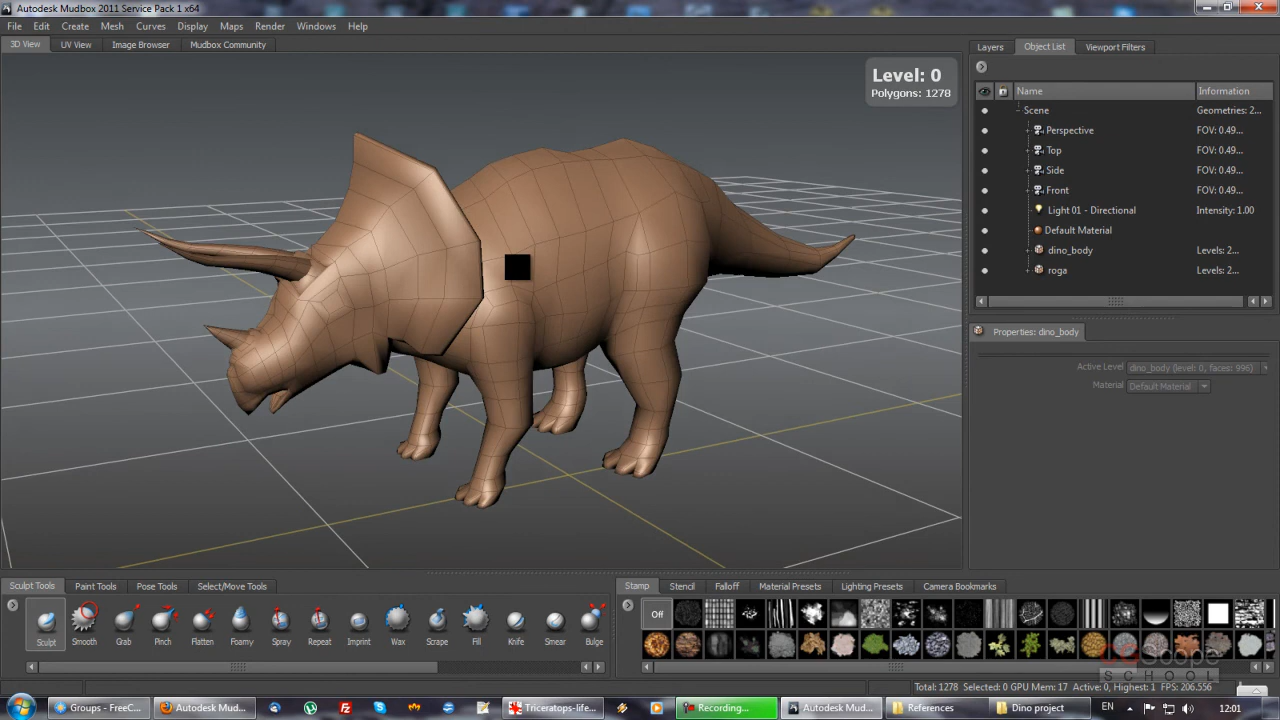 Autodesk Mudbox 2011 Service Pack 1 x64
File Edit Create Mesh Curves Display Maps Render Windows Help
3D View UV View Image Browser Mudbox Community
Level: 0
Polygons: 1278
Layers Object List Viewport Filters
Name Information
Scene Geometries: 2...
Perspective FOV: 0.49...
Top FOV: 0.49...
Side FOV: 0.49...
Front FOV: 0.49...
Light 01 - Directional Intensity: 1.00
Default Material
dino_body Levels: 2...
roga Levels: 2...
Properties: dino_body
Active Level dino_body (level: 0, faces: 996)
Material Default Material
Sculpt Tools Paint Tools Pose Tools Select/Move Tools
Sculpt Smooth Grab Pinch Flatten Foamy Spray Repeat Imprint Wax Scrape Fill Knife Smear Bulge
Stamp Stencil Falloff Material Presets Lighting Presets Camera Bookmarks
Off
SCHOOL
Total: 1278 Selected: 0 GPU Mem: 17 Active: 0, Highest: 1 FPS: 206.556
Groups - FreeC... Autodesk Mudb... Triceratops-life... Recording... Autodesk Mudb... References Dino project EN 12:01